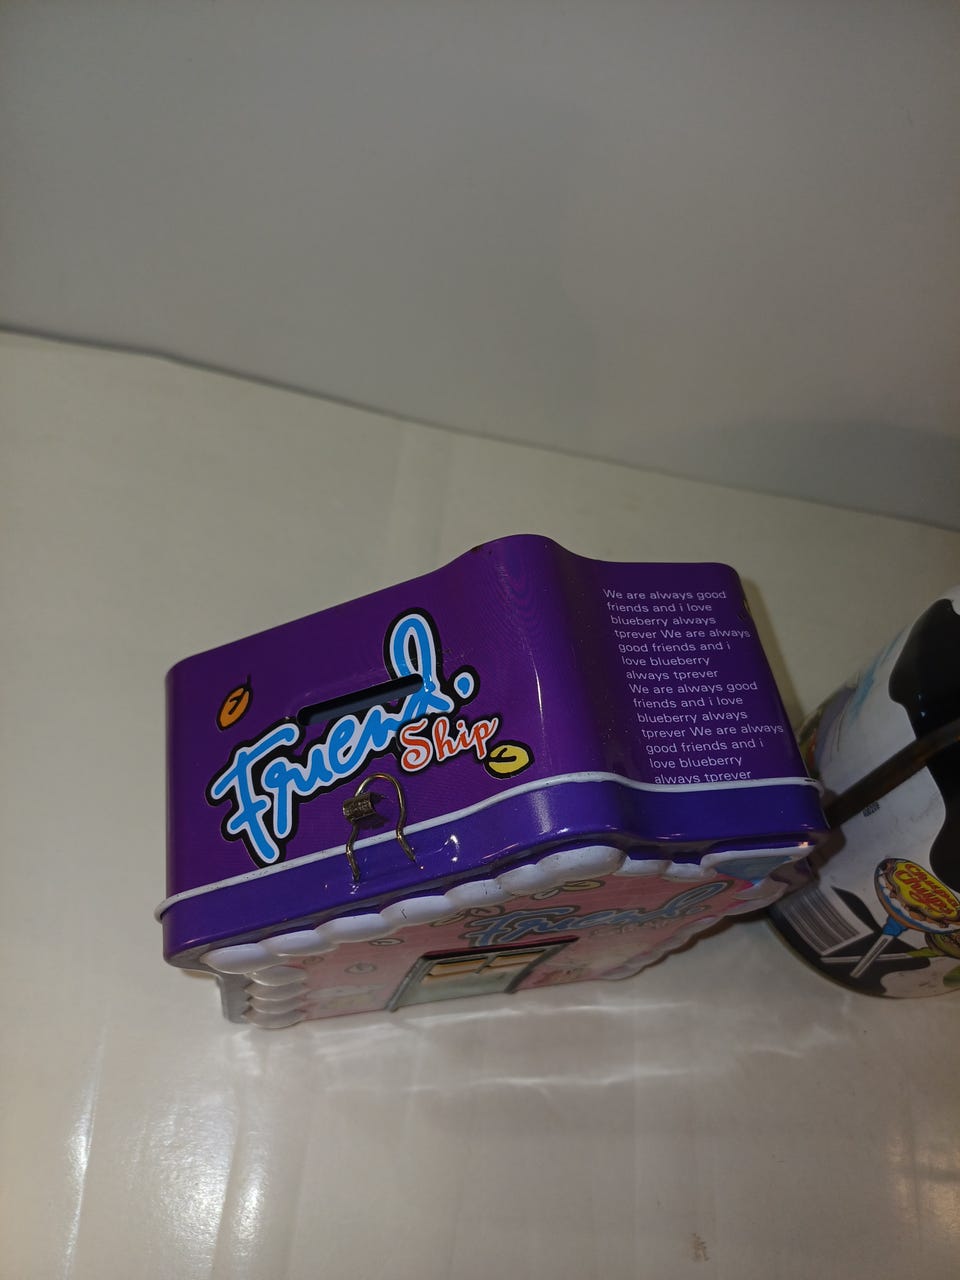 Friend.
Ship
We are always good
friends and i love
blueberry always
tprever We are always
good friends and i
love blueberry
always tprever
We are always good
friends and i love
blueberry always
tprever We are always
good friends and i
love blueberry
always tprever
Friend.
Chupa
Chups